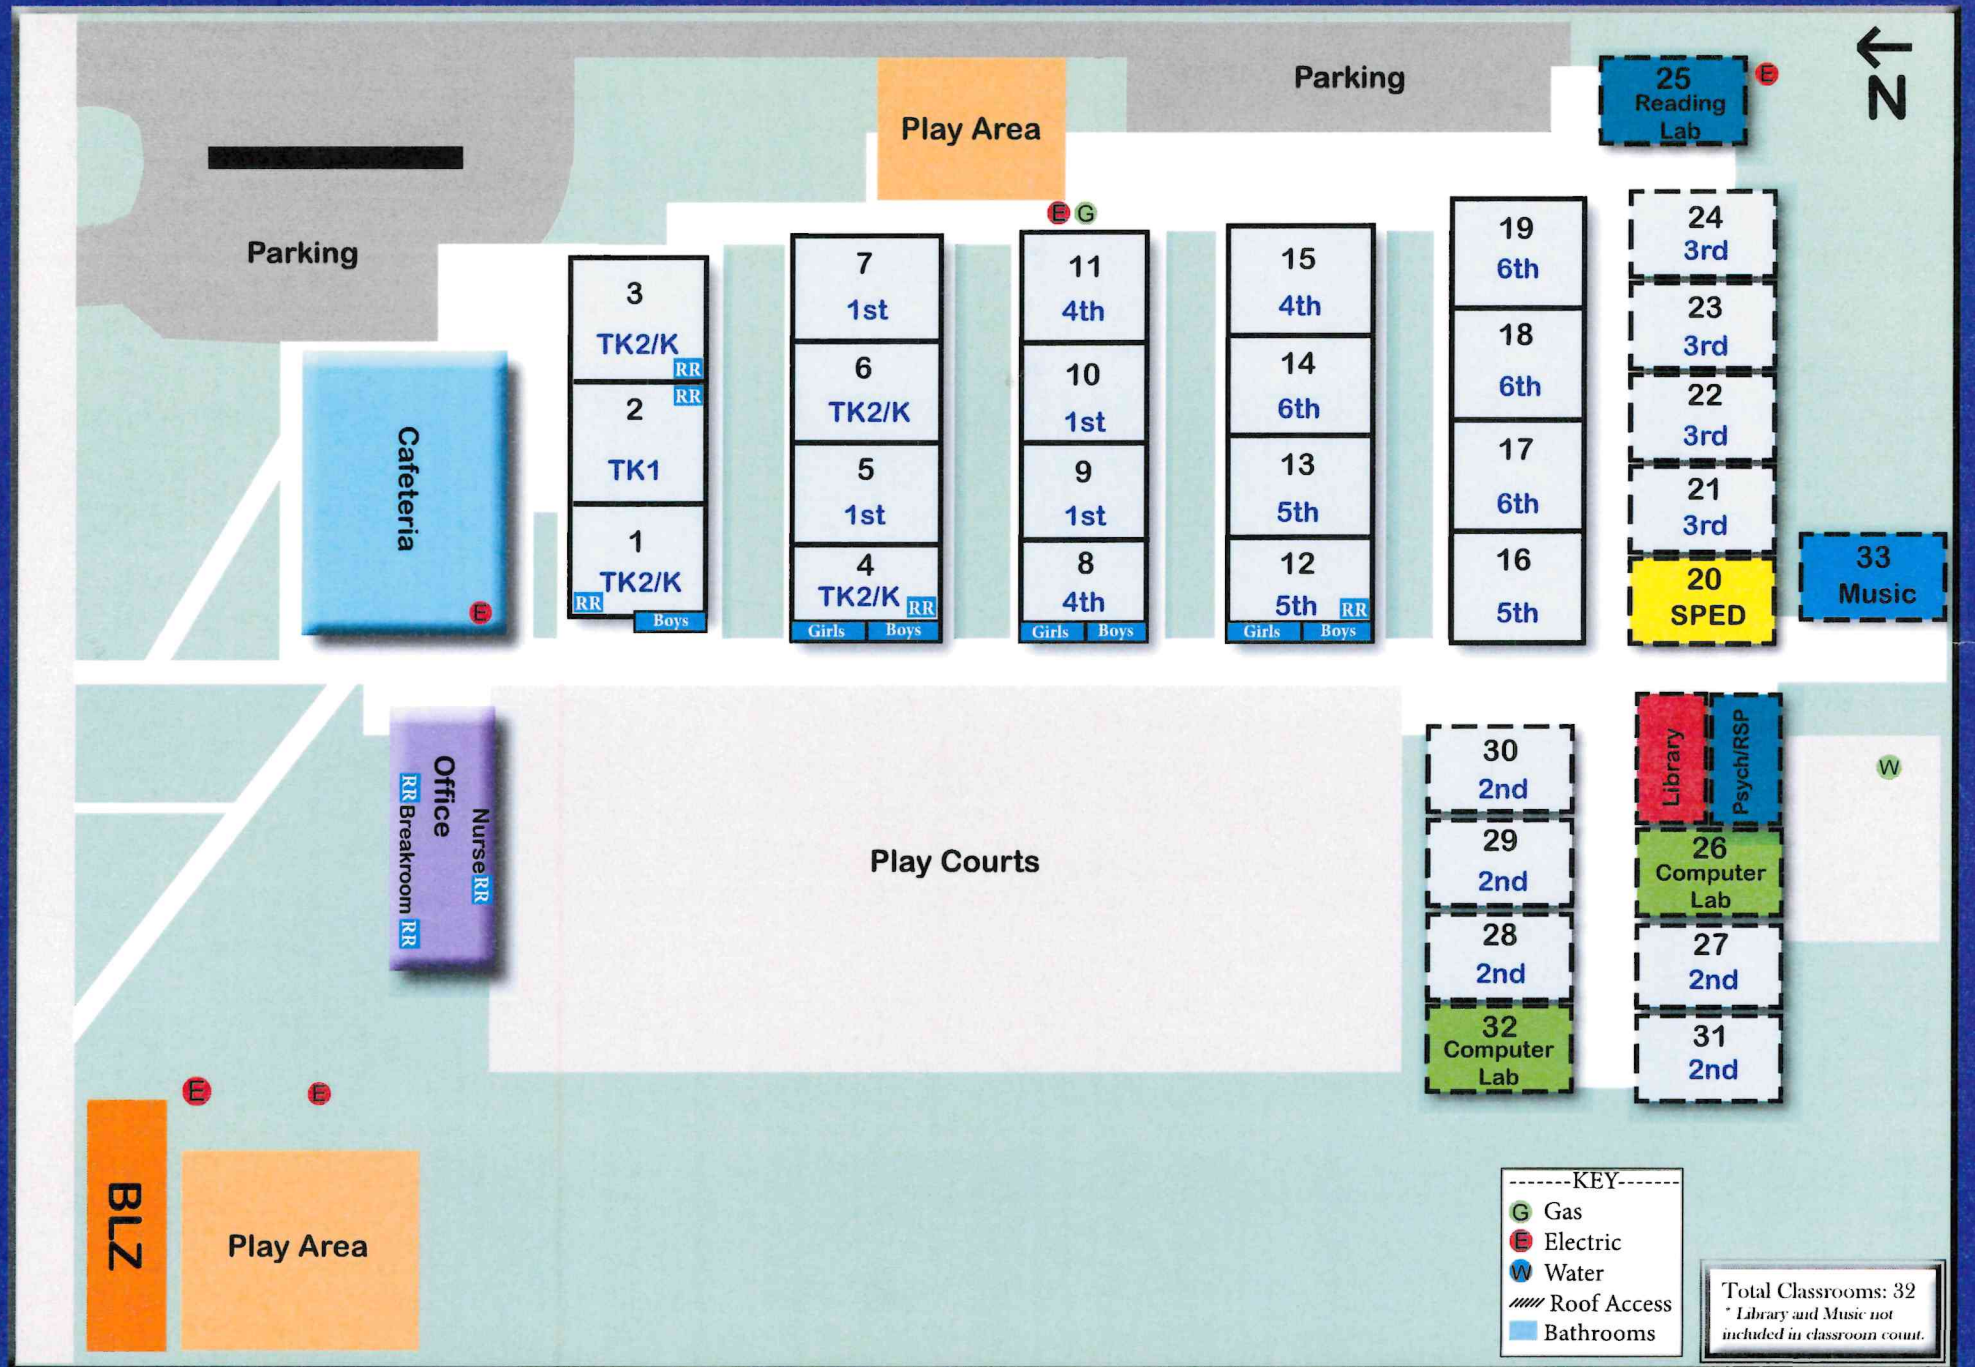 Parking
Play Area
Parking
25
Reading
Lab
E
N
E G
3
TK2/K
RR
2
RR
TK1
1
TK2/K
RR
Boys
7
1st
6
TK2/K
5
1st
4
TK2/K RR
Girls Boys
11
4th
10
1st
9
1st
8
4th
Girls Boys
15
4th
14
6th
13
5th
12
5th RR
Girls Boys
19
6th
18
6th
17
6th
16
5th
24
3rd
23
3rd
22
3rd
21
3rd
20
SPED
33
Music
Cafeteria
E
Office
Nurse RR
RR Breakroom RR
Play Courts
30
2nd
29
2nd
28
2nd
32
Computer
Lab
Library
Psych/RSP
26
Computer
Lab
27
2nd
31
2nd
W
E
E
BLZ
Play Area
-------KEY-------
G Gas
E Electric
W Water
Roof Access
Bathrooms
Total Classrooms: 32
* Library and Music not
included in classroom count.